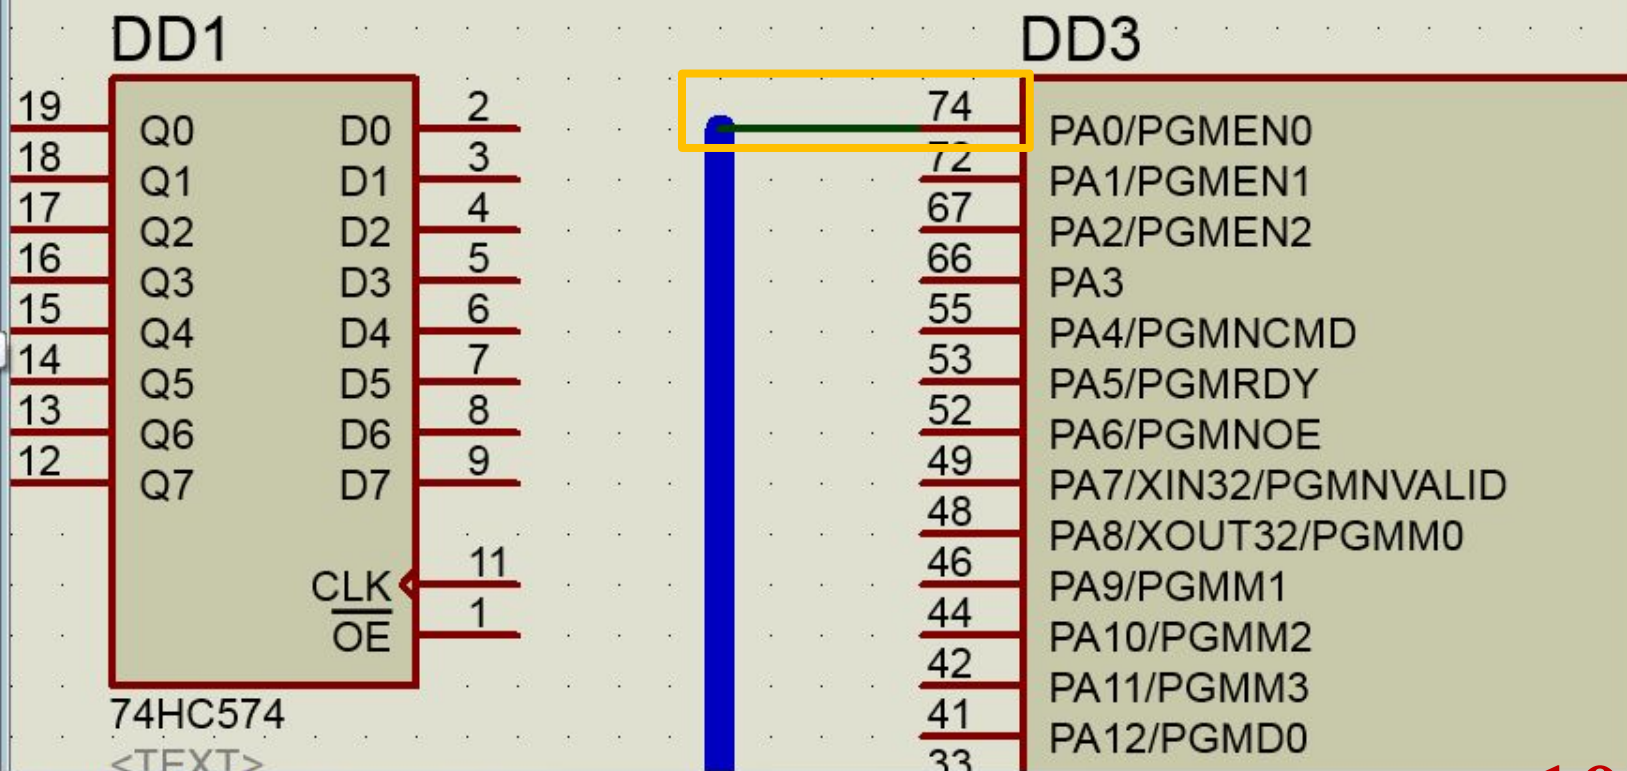 DD1
DD3
19 Q0 D0 2
18 Q1 D1 3
17 Q2 D2 4
16 Q3 D3 5
15 Q4 D4 6
14 Q5 D5 7
13 Q6 D6 8
12 Q7 D7 9
CLK 11
OE 1
74HC574
<TEXT>
74 PA0/PGMEN0
72 PA1/PGMEN1
67 PA2/PGMEN2
66 PA3
55 PA4/PGMNCMD
53 PA5/PGMRDY
52 PA6/PGMNOE
49 PA7/XIN32/PGMNVALID
48 PA8/XOUT32/PGMM0
46 PA9/PGMM1
44 PA10/PGMM2
42 PA11/PGMM3
41 PA12/PGMD0
33